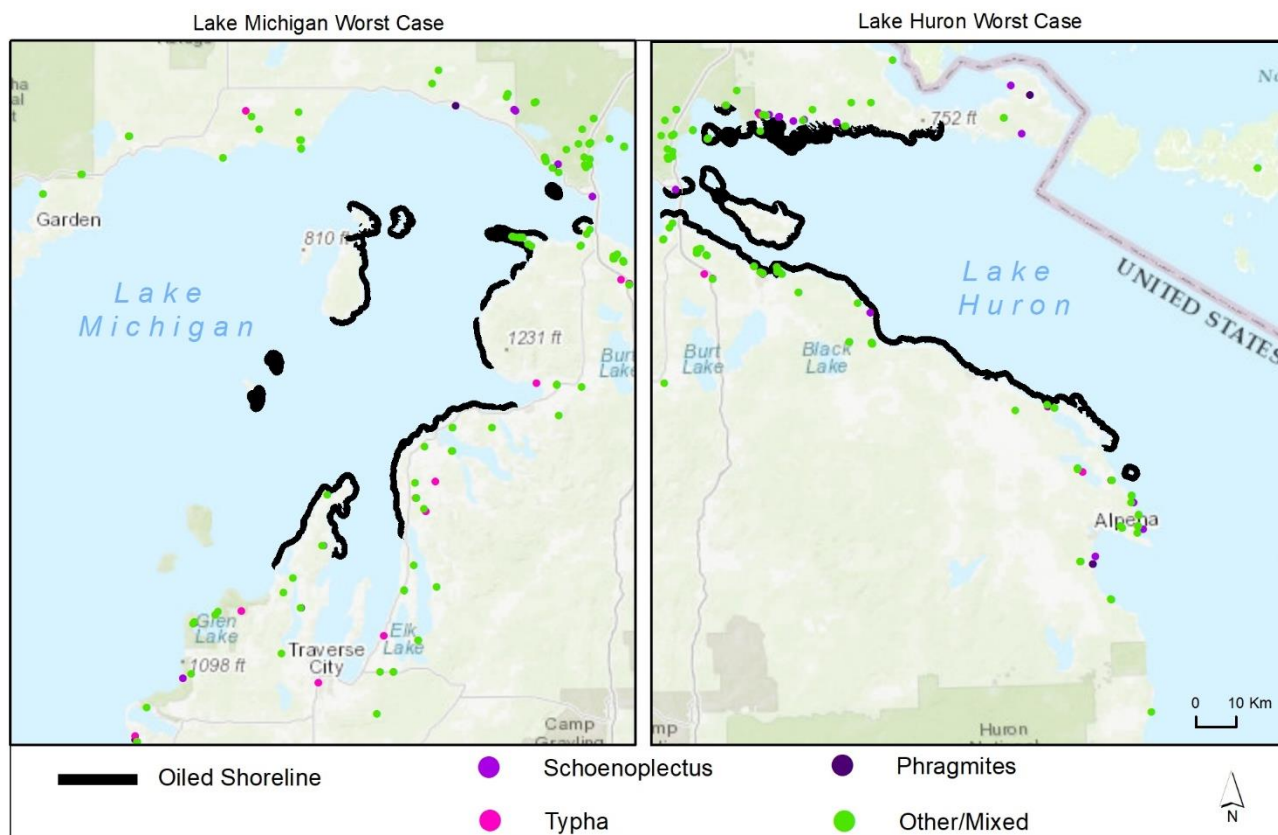 Lake Michigan Worst Case
Lake Huron Worst Case
Garden
810 ft
Lake
Michigan
1231 ft
Burt
Lake
Glen
Lake
1098 ft
Traverse
City
Elk
Lake
Camp
Grayling
752 ft
No
UNITED STATES
Lake
Huron
Burt
Lake
Black
Lake
Alpena
Huron
0 10 Km
Oiled Shoreline
Schoenoplectus
Phragmites
Typha
Other/Mixed
N